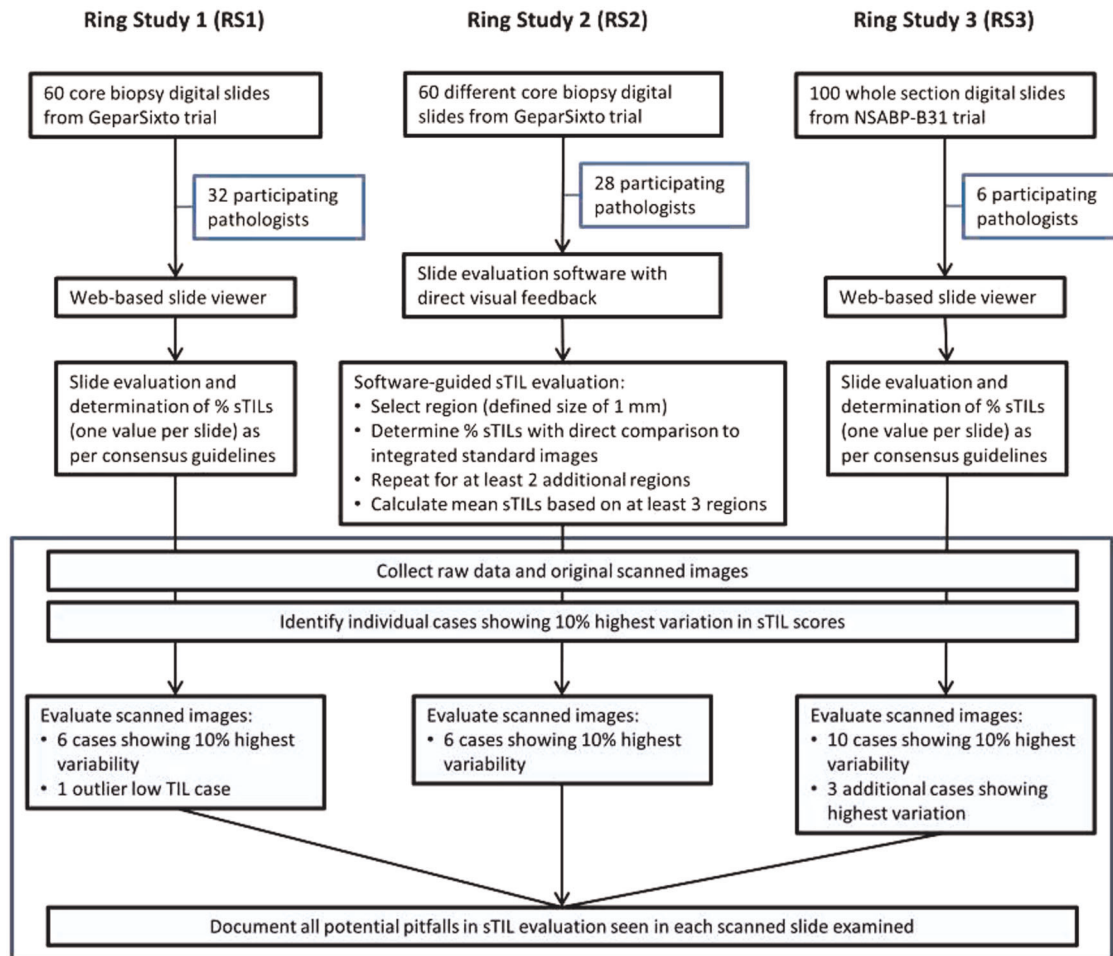 Ring Study 1 (RS1)
Ring Study 2 (RS2)
Ring Study 3 (RS3)
60 core biopsy digital slides
from GeparSixto trial
60 different core biopsy digital
slides from GeparSixto trial
100 whole section digital slides
from NSABP-B31 trial
32 participating
pathologists
28 participating
pathologists
6 participating
pathologists
Web-based slide viewer
Slide evaluation software with
direct visual feedback
Web-based slide viewer
Slide evaluation and
determination of % sTILs
(one value per slide) as
per consensus guidelines
Software-guided sTIL evaluation:
• Select region (defined size of 1 mm)
• Determine % sTILs with direct comparison to
integrated standard images
• Repeat for at least 2 additional regions
• Calculate mean sTILs based on at least 3 regions
Slide evaluation and
determination of % sTILs
(one value per slide) as
per consensus guidelines
Collect raw data and original scanned images
Identify individual cases showing 10% highest variation in sTIL scores
Evaluate scanned images:
• 6 cases showing 10% highest
variability
• 1 outlier low TIL case
Evaluate scanned images:
• 6 cases showing 10% highest
variability
Evaluate scanned images:
• 10 cases showing 10% highest
variability
• 3 additional cases showing
highest variation
Document all potential pitfalls in sTIL evaluation seen in each scanned slide examined